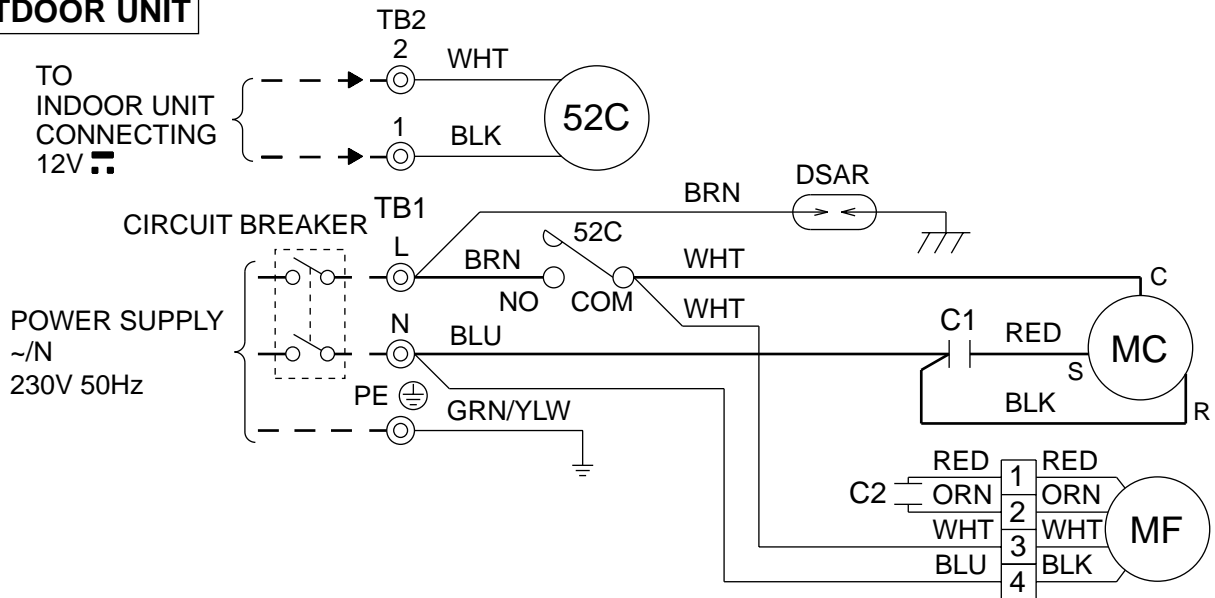 TDOOR UNIT
TB2
2
WHT
TO
INDOOR UNIT
CONNECTING
12V
1
BLK
52C
DSAR
BRN
CIRCUIT BREAKER
TB1
L
BRN
52C
WHT
NO
COM
WHT
C
POWER SUPPLY
~/N
230V 50Hz
N
BLU
C1
RED
MC
S
BLK
R
PE
GRN/YLW
C2
RED
1
RED
ORN
2
ORN
WHT
3
WHT
BLU
4
BLK
MF